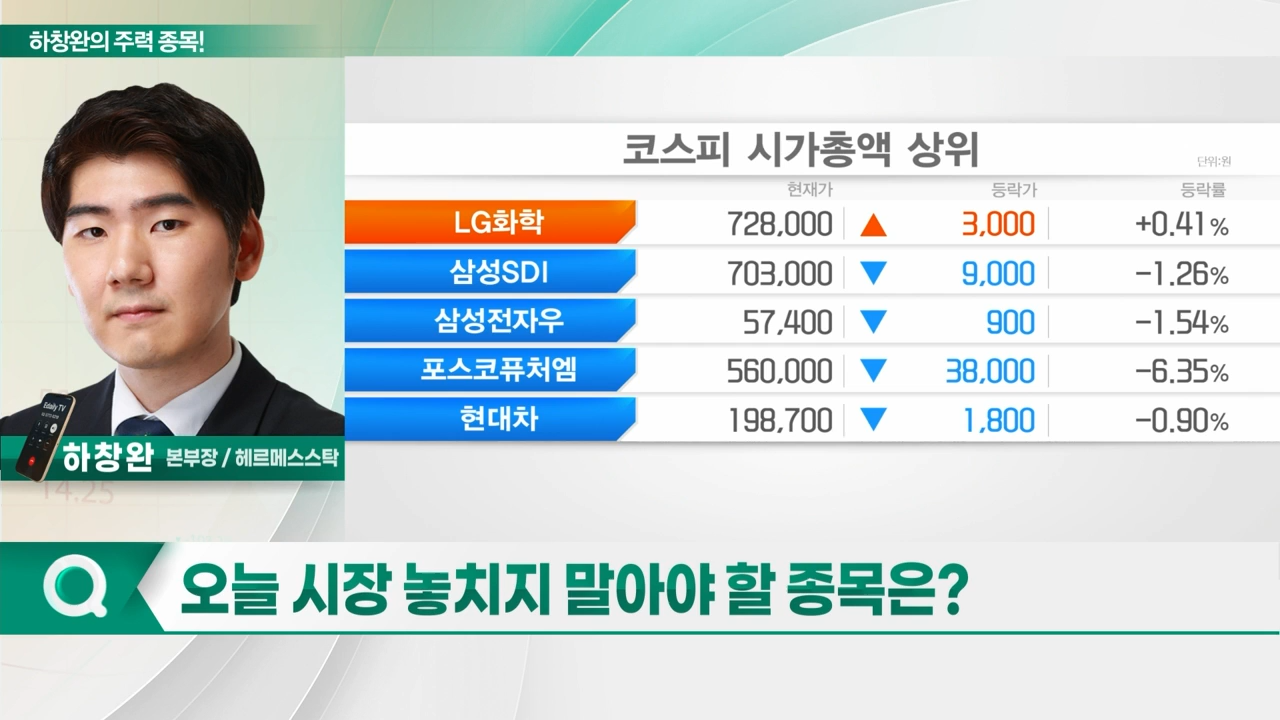 하창완의 주력 종목!
코스피 시가총액 상위
단위:원
현재가 등락가 등락률
LG화학 728,000 ▲ 3,000 +0.41%
삼성SDI 703,000 ▼ 9,000 -1.26%
삼성전자우 57,400 ▼ 900 -1.54%
포스코퓨처엠 560,000 ▼ 38,000 -6.35%
현대차 198,700 ▼ 1,800 -0.90%
Edaily TV
하창완 본부장 / 헤르메스스탁
14.25
오늘 시장 놓치지 말아야 할 종목은?